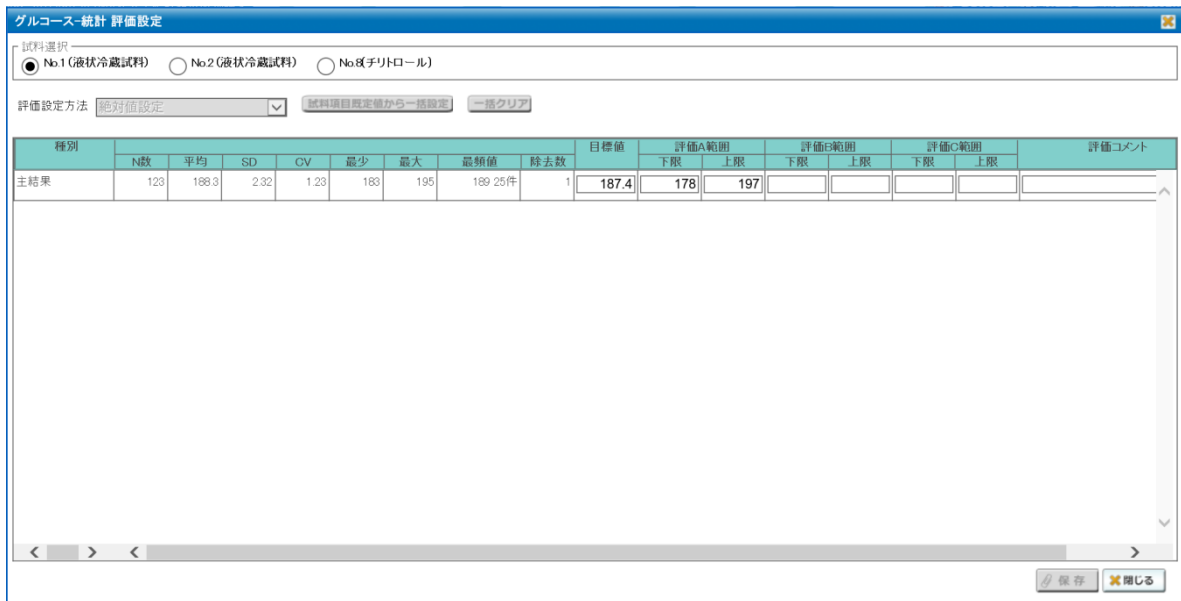 グルコース-統計 評価設定
試料選択
No.1 (液状冷蔵試料) No.2 (液状冷蔵試料) No.8(チリトロール)
評価設定方法 絶対値設定 試料項目既定値から一括設定 一括クリア
種別 目標値 評価A範囲 評価B範囲 評価C範囲 評価コメント
N数 平均 SD CV 最少 最大 最頻値 除去数 下限 上限 下限 上限 下限 上限
主結果 123 188.3 2.32 1.23 183 195 189 25件 1 187.4 178 197
保存 閉じる